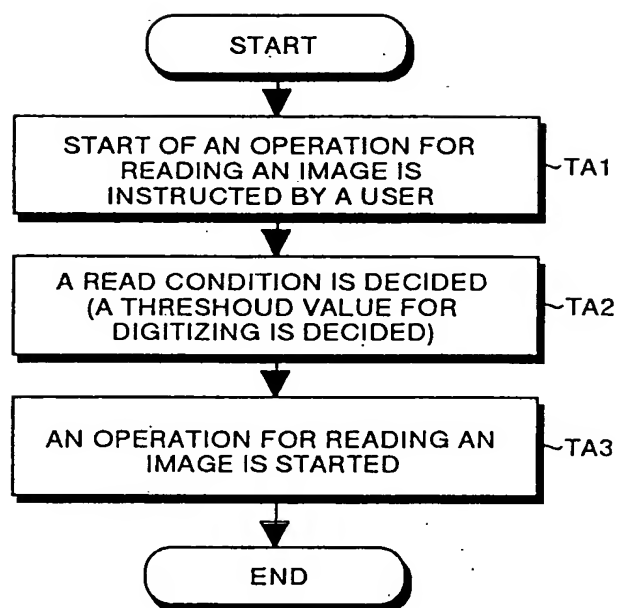 START
START OF AN OPERATION FOR
READING AN IMAGE IS
INSTRUCTED BY A USER
TA1
A READ CONDITION IS DECIDED
(A THRESHOUD VALUE FOR
DIGITIZING IS DECIDED)
TA2
AN OPERATION FOR READING AN
IMAGE IS STARTED
TA3
END